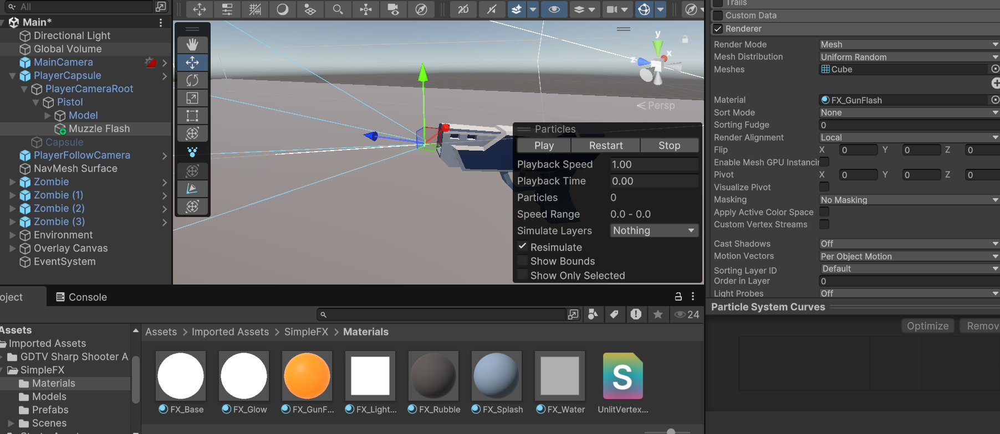 All
Main*
Directional Light
Global Volume
MainCamera
PlayerCapsule
PlayerCameraRoot
Pistol
Model
Muzzle Flash
Capsule
PlayerFollowCamera
NavMesh Surface
Zombie
Zombie (1)
Zombie (2)
Zombie (3)
Environment
Overlay Canvas
EventSystem
2D
y
x
z
Persp
Particles
Play Restart Stop
Playback Speed 1.00
Playback Time 0.00
Particles 0
Speed Range 0.0 - 0.0
Simulate Layers Nothing
Resimulate
Show Bounds
Show Only Selected
Trails
Custom Data
Renderer
Render Mode Mesh
Mesh Distribution Uniform Random
Meshes Cube
Material FX_GunFlash
Sort Mode None
Sorting Fudge 0
Render Alignment Local
Flip X 0 Y 0 Z 0
Enable Mesh GPU Instancin
Pivot X 0 Y 0 Z 0
Visualize Pivot
Masking No Masking
Apply Active Color Space
Custom Vertex Streams
Cast Shadows Off
Motion Vectors Per Object Motion
Sorting Layer ID Default
Order in Layer 0
Light Probes Off
Particle System Curves
Optimize Remov
oject Console
24
Assets
Imported Assets
GDTV Sharp Shooter A
SimpleFX
Materials
Models
Prefabs
Scenes
Assets > Imported Assets > SimpleFX > Materials
S
FX_Base FX_Glow FX_GunF... FX_Light... FX_Rubble FX_Splash FX_Water UnlitVertex...